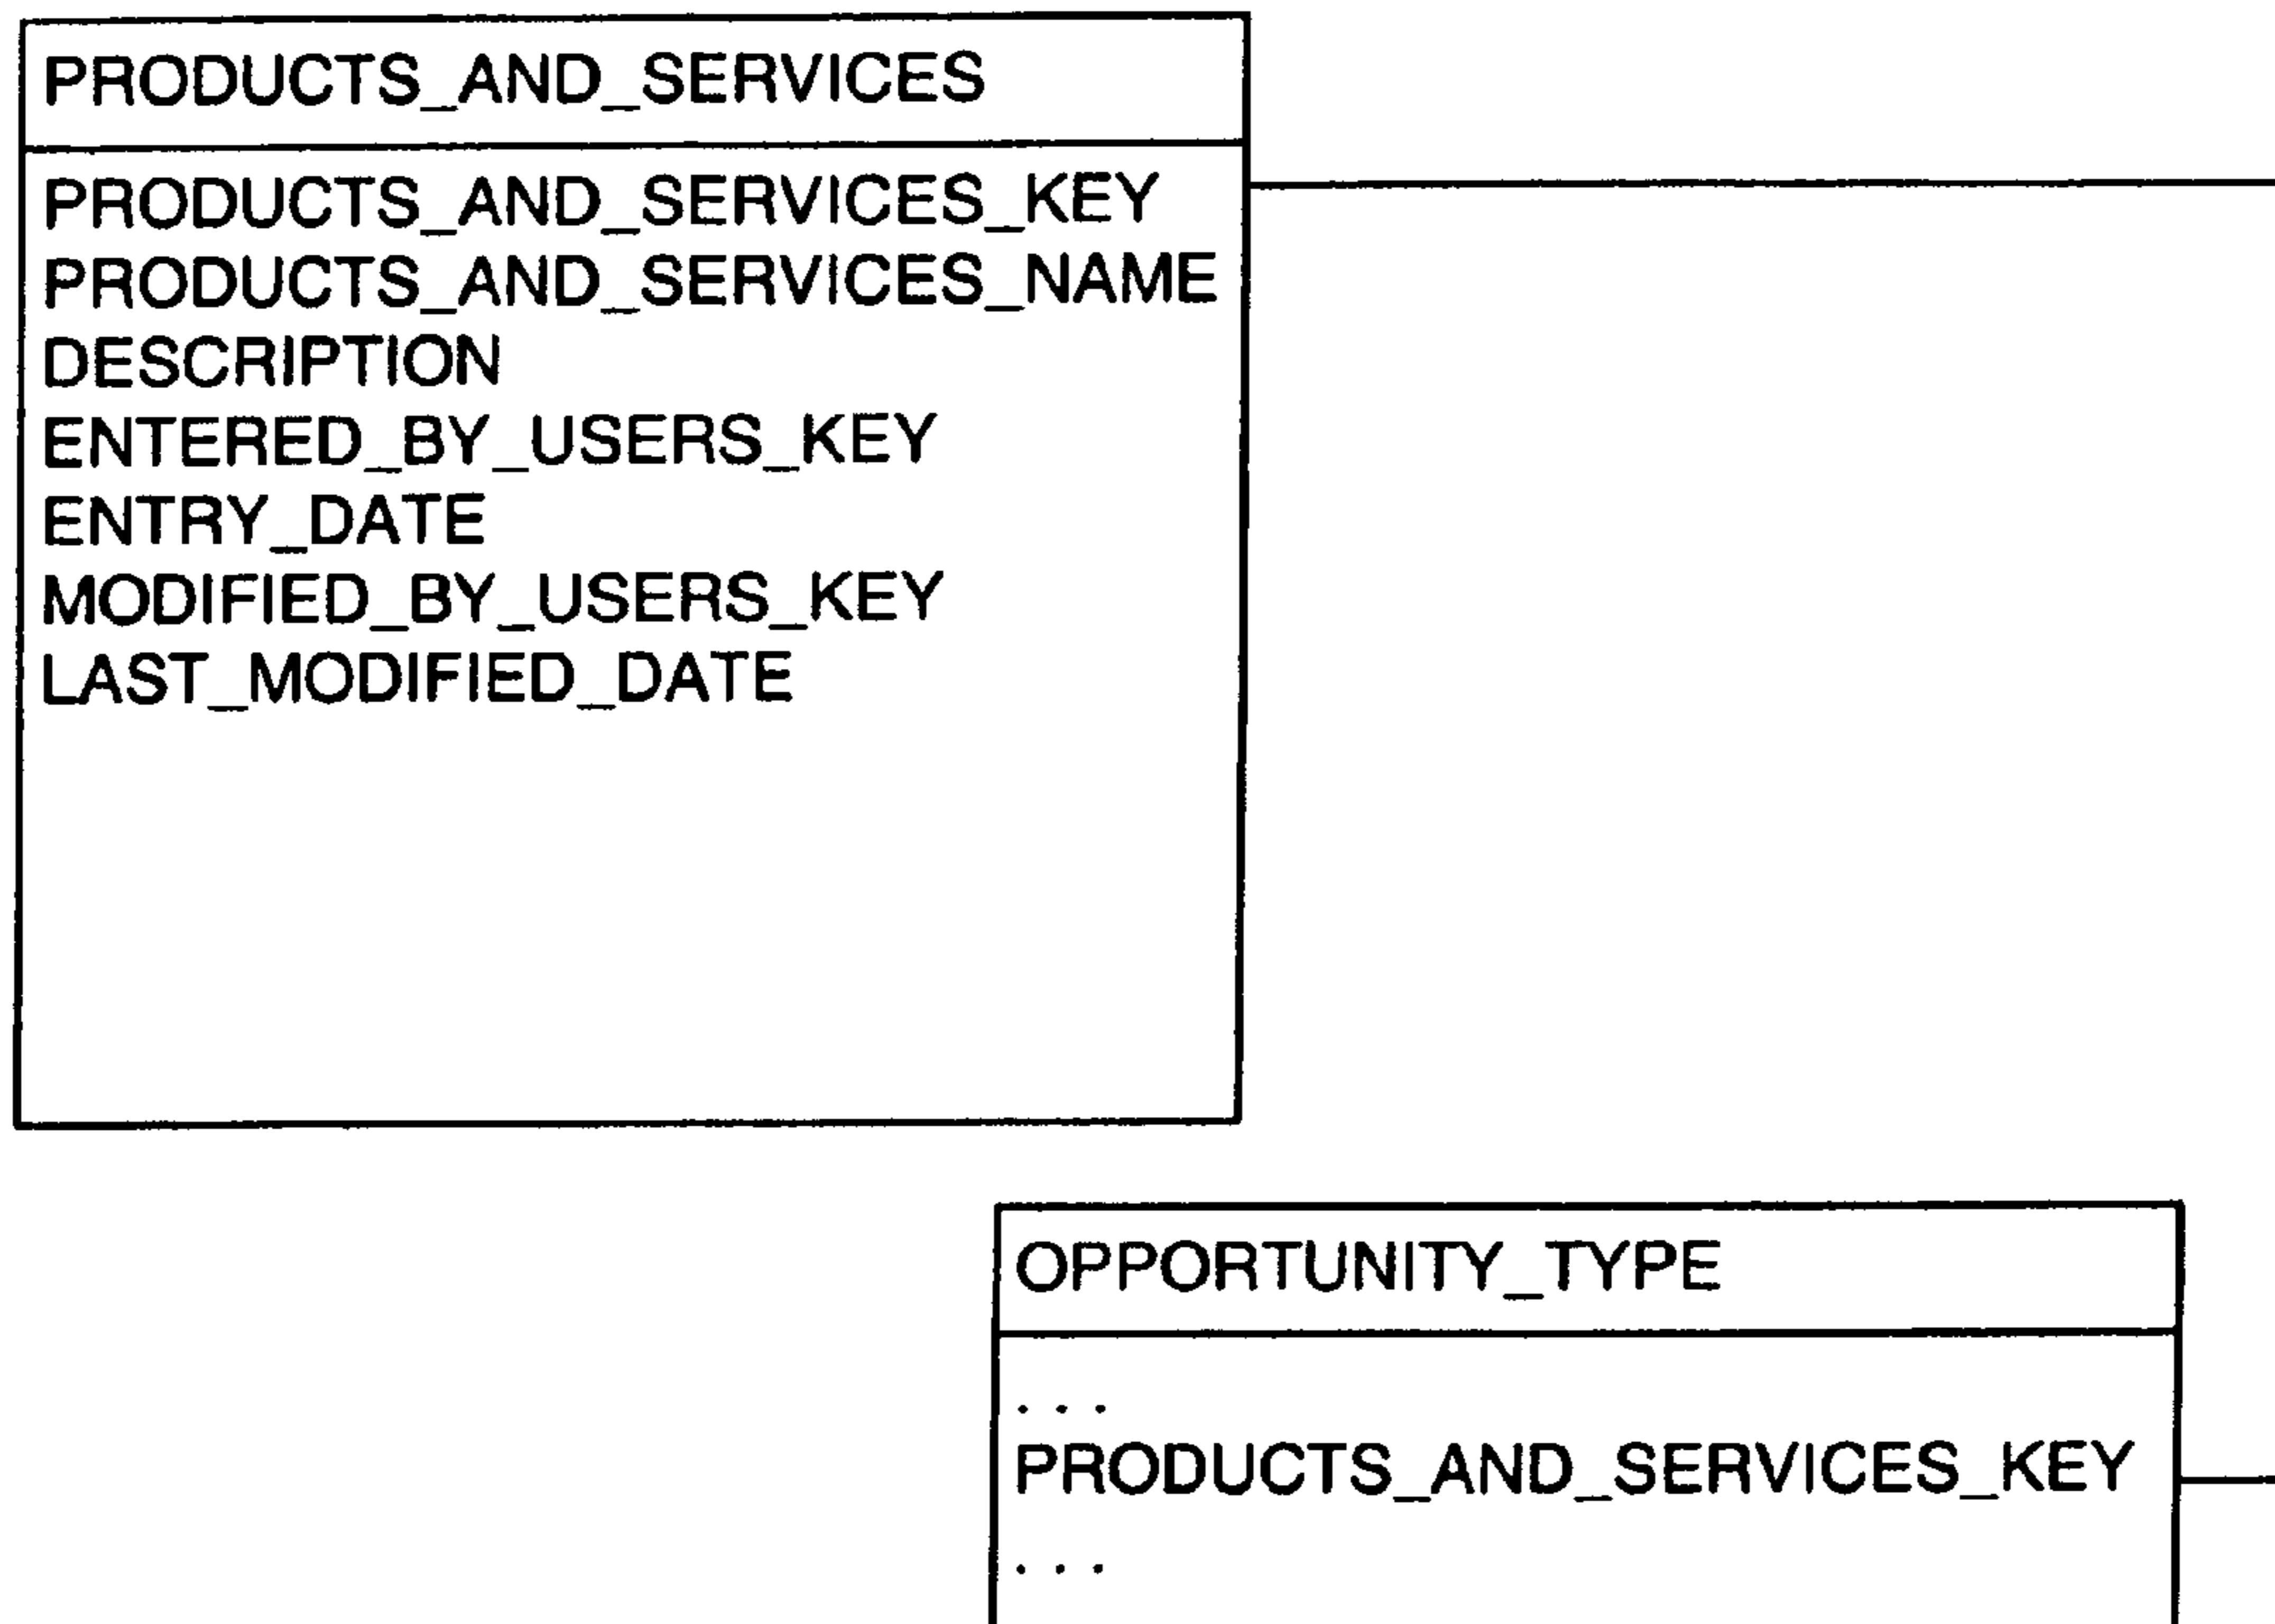 PRODUCTS_AND_SERVICES
PRODUCTS_AND_SERVICES_KEY
PRODUCTS_AND_SERVICES_NAME
DESCRIPTION
ENTERED_BY_USERS_KEY
ENTRY_DATE
MODIFIED_BY_USERS_KEY
LAST_MODIFIED_DATE
OPPORTUNITY_TYPE
. . .
PRODUCTS_AND_SERVICES_KEY
. . .